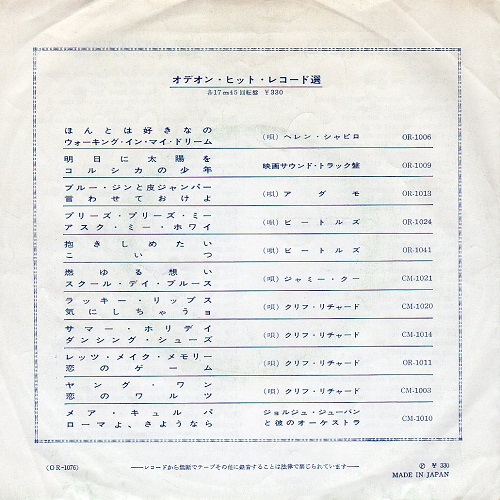 オデオン・ヒット・レコード選
各17㎝45回転盤 ￥330
ほんとは好きなの
ウォーキング・イン・マイ・ドリーム
(唄) ヘレン・シャピロ OR-1006
明日に太陽を
コルシカの少年
映画サウンド・トラック盤 OR-1009
ブルー・ジンと皮ジャンパー
言わせておけよ
(唄) アダモ OR-1013
プリーズ・プリーズ・ミー
アスク・ミー・ホワイ
(唄) ビートルズ OR-1024
抱きしめたい
こいつ
(唄) ビートルズ OR-1041
燃ゆる想い
スクール・デイ・ブルース
(唄) ジャミー・クー CM-1021
ラッキー・リップス
気にしちゃうョ
(唄) クリフ・リチャード CM-1020
サマー・ホリデイ
ダンシング・シューズ
(唄) クリフ・リチャード CM-1014
レッツ・メイク・メモリー
恋のゲーム
(唄) クリフ・リチャード OR-1011
ヤング・ワン
恋のワルツ
(唄) クリフ・リチャード CM-1003
メア・キュルパ
ローマよ、さようなら
ジョルジュ・ジューバン
と彼のオーケストラ
CM-1010
(OR-1076)
──レコードから無断でテープその他に録音することは法律で禁じられています──
Ⓟ ￥330
MADE IN JAPAN